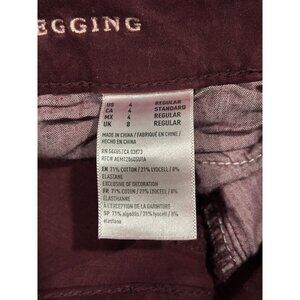 EGGING
US 4 REGULAR
CA 4 STANDARD
MX 4 REGULAR
UK 8 REGULAR
MADE IN CHINA / FABRIQUÉ EN CHINE /
HECHO EN CHINA
RN 54485/CA 03873
EN 71% COTTON / 21% LYOCELL / 8%
ELASTANE
EXCLUSIVE OF DECORATION
FR 71% COTON / 21% LYOCELL / 8%
ÉLASTHANNE
À L'EXCEPTION DE LA GARNITURE
SP 71% algodón / 21% lyocell / 8%
elastano